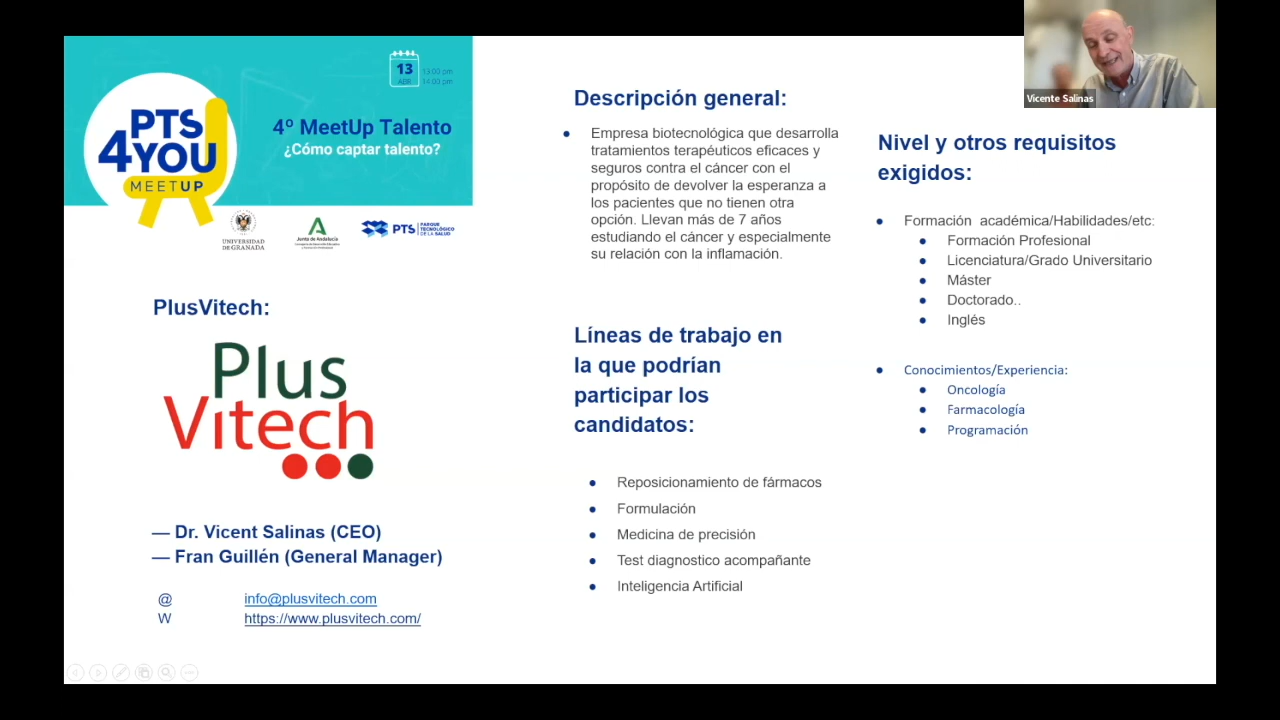 13
ABR
13:00 pm
14:00 pm
PTS
4YOU
MEETUP
4º MeetUp Talento
¿Cómo captar talento?
UNIVERSIDAD
DE GRANADA
Junta de Andalucía
PTS
PARQUE
TECNOLÓGICO
DE LA SALUD
PlusVitech:
Plus
Vitech
— Dr. Vicent Salinas (CEO)
— Fran Guillén (General Manager)
@ info@plusvitech.com
W https://www.plusvitech.com/
Descripción general:
● Empresa biotecnológica que desarrolla
tratamientos terapéuticos eficaces y
seguros contra el cáncer con el
propósito de devolver la esperanza a
los pacientes que no tienen otra
opción. Llevan más de 7 años
estudiando el cáncer y especialmente
su relación con la inflamación.
Líneas de trabajo en
la que podrían
participar los
candidatos:
● Reposicionamiento de fármacos
● Formulación
● Medicina de precisión
● Test diagnostico acompañante
● Inteligencia Artificial
Vicente Salinas
Nivel y otros requisitos
exigidos:
● Formación académica/Habilidades/etc:
● Formación Profesional
● Licenciatura/Grado Universitario
● Máster
● Doctorado..
● Inglés
● Conocimientos/Experiencia:
● Oncología
● Farmacología
● Programación